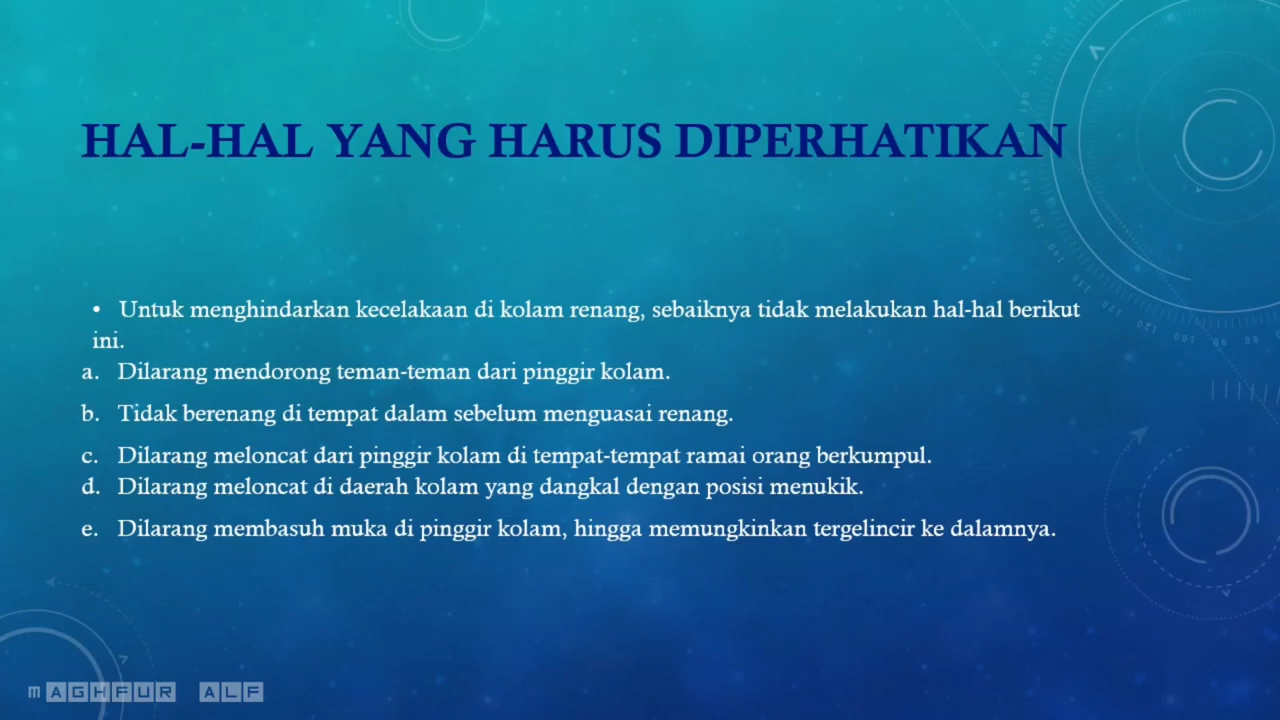 HAL-HAL YANG HARUS DIPERHATIKAN
• Untuk menghindarkan kecelakaan di kolam renang, sebaiknya tidak melakukan hal-hal berikut
ini.
a. Dilarang mendorong teman-teman dari pinggir kolam.
b. Tidak berenang di tempat dalam sebelum menguasai renang.
c. Dilarang meloncat dari pinggir kolam di tempat-tempat ramai orang berkumpul.
d. Dilarang meloncat di daerah kolam yang dangkal dengan posisi menukik.
e. Dilarang membasuh muka di pinggir kolam, hingga memungkinkan tergelincir ke dalamnya.
mAGHFUR ALF